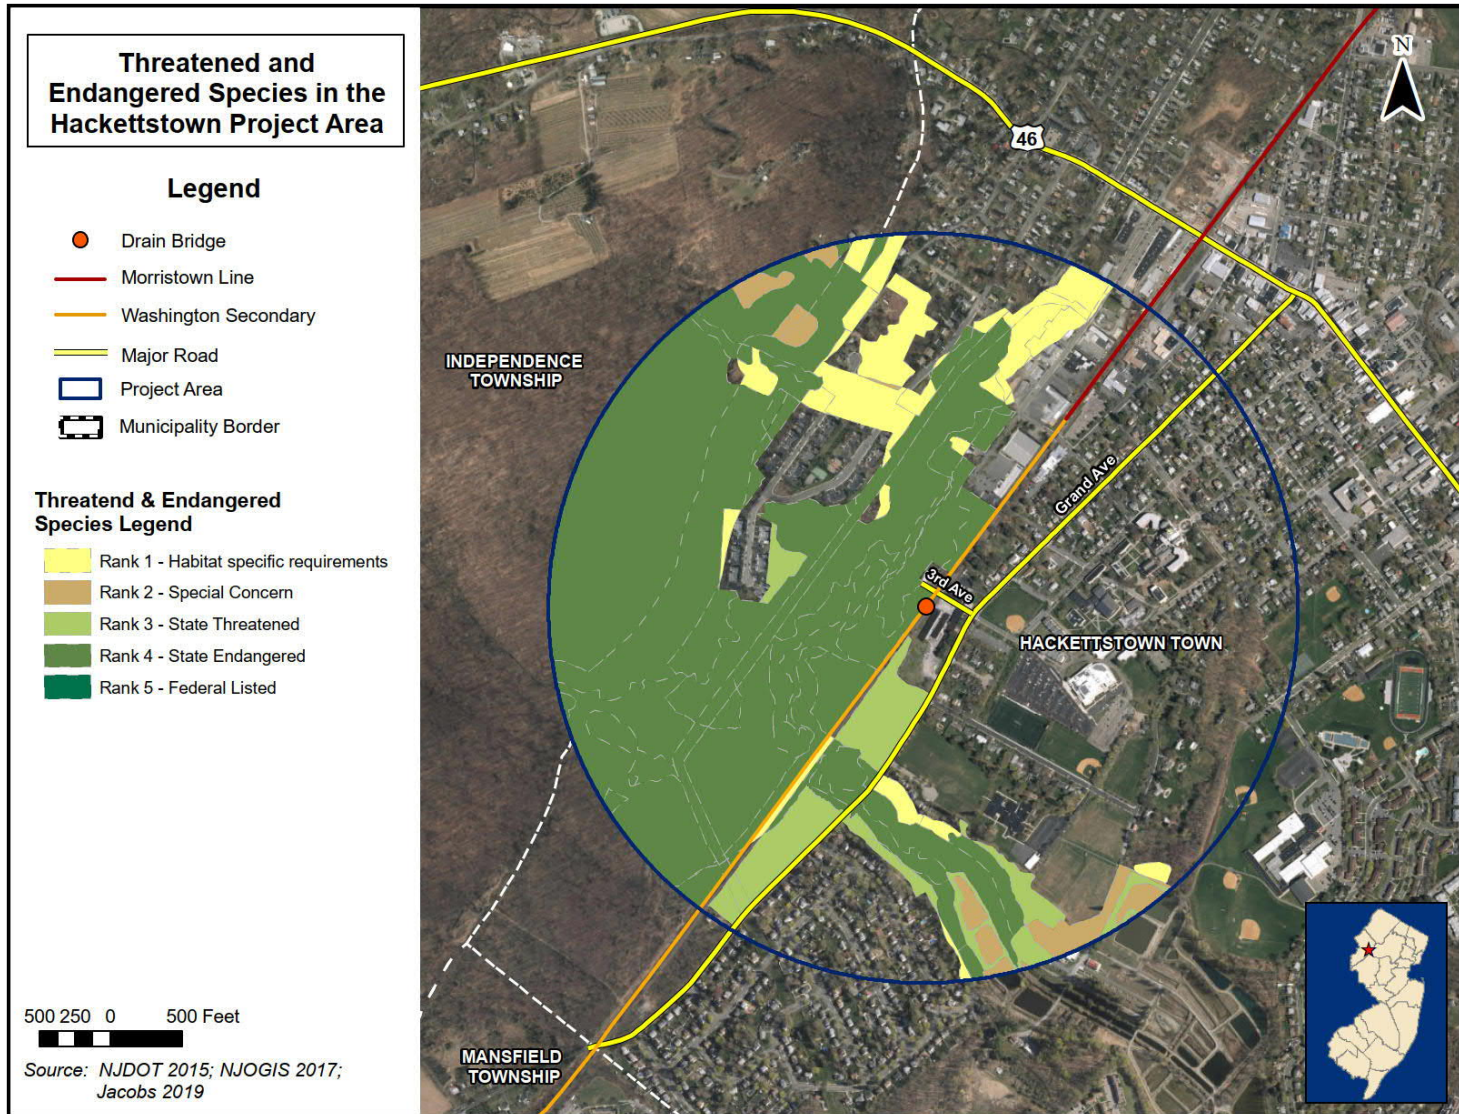 Threatened and
Endangered Species in the
Hackettstown Project Area
Legend
Drain Bridge
Morristown Line
Washington Secondary
Major Road
Project Area
Municipality Border
Threatend & Endangered
Species Legend
Rank 1 - Habitat specific requirements
Rank 2 - Special Concern
Rank 3 - State Threatened
Rank 4 - State Endangered
Rank 5 - Federal Listed
500 250 0 500 Feet
Source: NJDOT 2015; NJOGIS 2017;
Jacobs 2019
N
46
INDEPENDENCE
TOWNSHIP
Grand Ave
3rd Ave
HACKETTSTOWN TOWN
MANSFIELD
TOWNSHIP